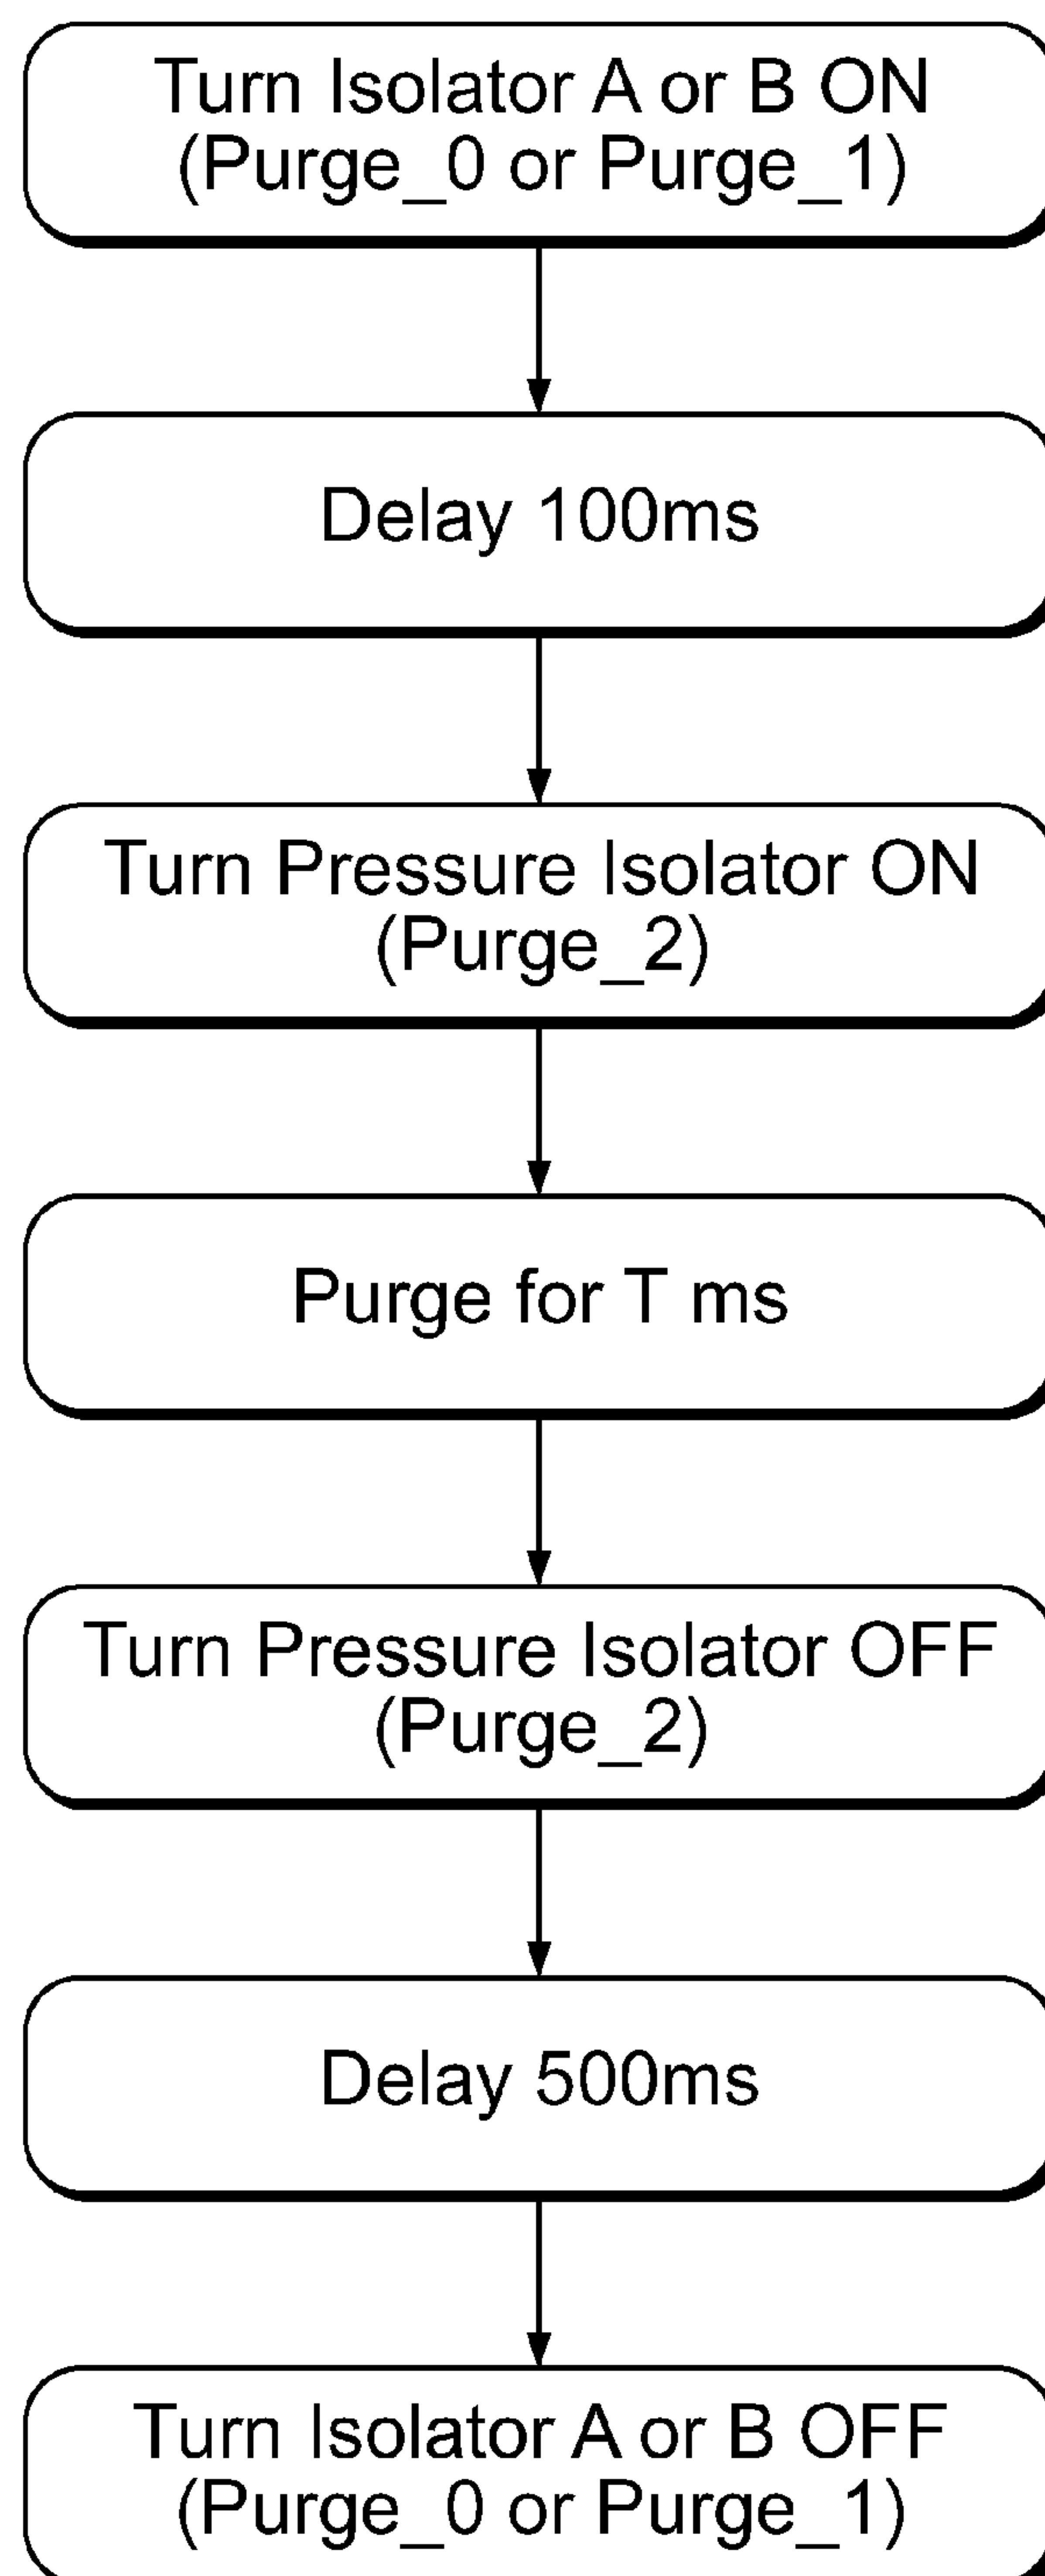 Turn Isolator A or B ON
(Purge_0 or Purge_1)
Delay 100ms
Turn Pressure Isolator ON
(Purge_2)
Purge for T ms
Turn Pressure Isolator OFF
(Purge_2)
Delay 500ms
Turn Isolator A or B OFF
(Purge_0 or Purge_1)